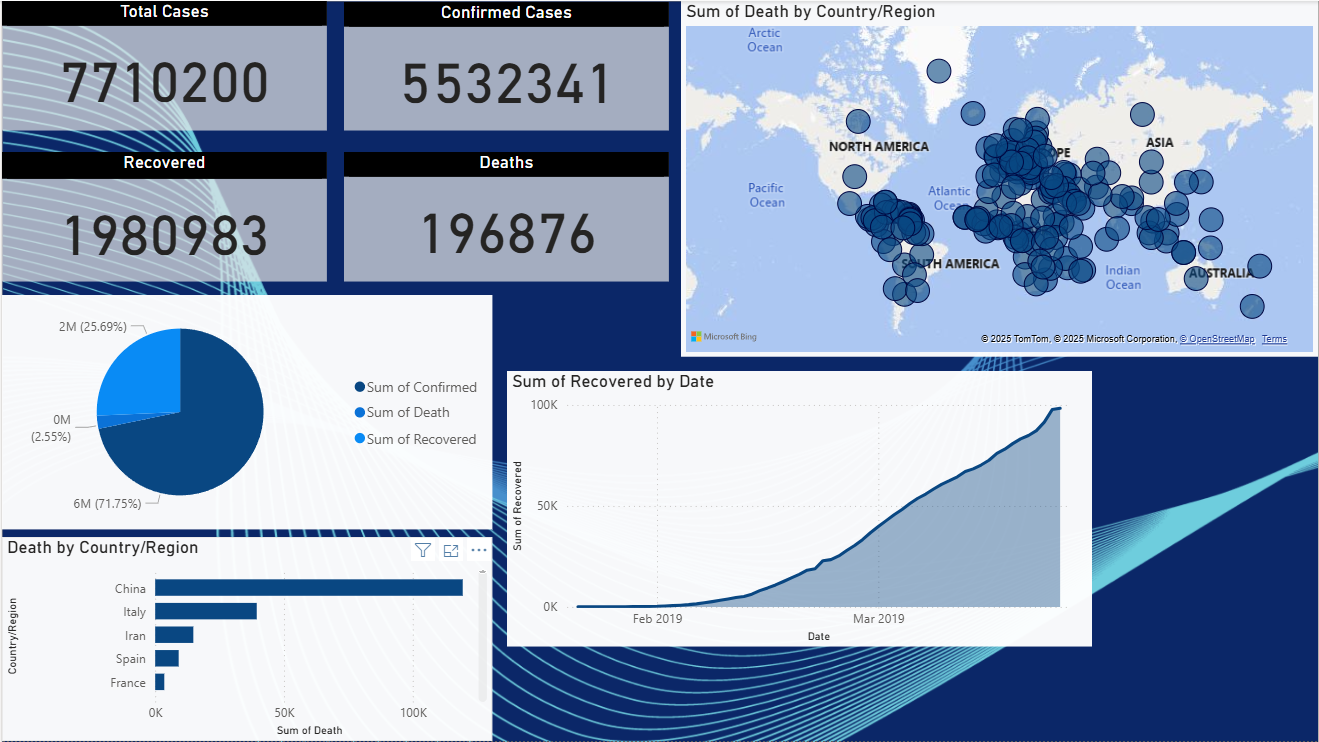 Total Cases
7710200
Confirmed Cases
5532341
Recovered
1980983
Deaths
196876
Sum of Death by Country/Region
Arctic
Ocean
NORTH AMERICA
OPE
ASIA
Pacific
Ocean
Atlantic
Ocean
SOUTH AMERICA
Indian
Ocean
AUSTRALIA
Microsoft Bing
© 2025 TomTom, © 2025 Microsoft Corporation, © OpenStreetMap Terms
2M (25.69%)
0M
(2.55%)
6M (71.75%)
Sum of Confirmed
Sum of Death
Sum of Recovered
Sum of Recovered by Date
100K
50K
0K
Sum of Recovered
Feb 2019
Mar 2019
Date
Death by Country/Region
Country/Region
China
Italy
Iran
Spain
France
0K
50K
100K
Sum of Death